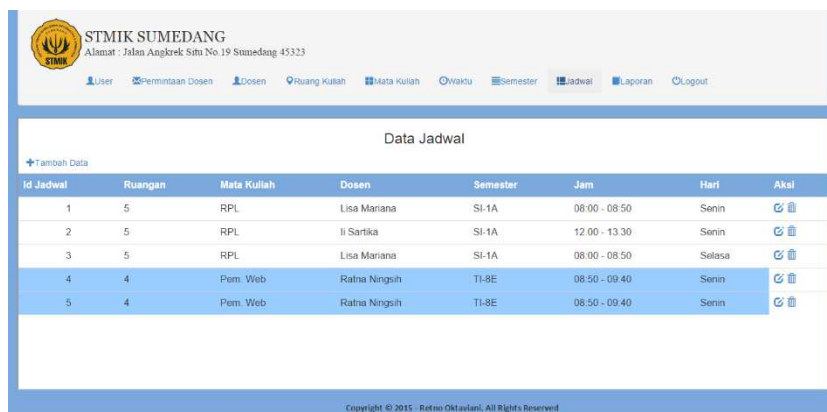 STMIK SUMEDANG
Alamat : Jalan Angkrek Situ No.19 Sumedang 45323
STMIK
User Permintaan Dosen Dosen Ruang Kuliah Mata Kuliah Waktu Semester Jadwal Laporan Logout
Data Jadwal
Tambah Data
Id Jadwal Ruangan Mata Kuliah Dosen Semester Jam Hari Aksi
1 5 RPL Lisa Mariana SI-1A 08:00 - 08:50 Senin
2 5 RPL Ii Sartika SI-1A 12.00 - 13.30 Senin
3 5 RPL Lisa Mariana SI-1A 08:00 - 08:50 Selasa
4 4 Pem. Web Ratna Ningsih TI-8E 08:50 - 09:40 Senin
5 4 Pem. Web Ratna Ningsih TI-8E 08:50 - 09:40 Senin
Copyright © 2015 - Retno Oktaviani. All Rights Reserved